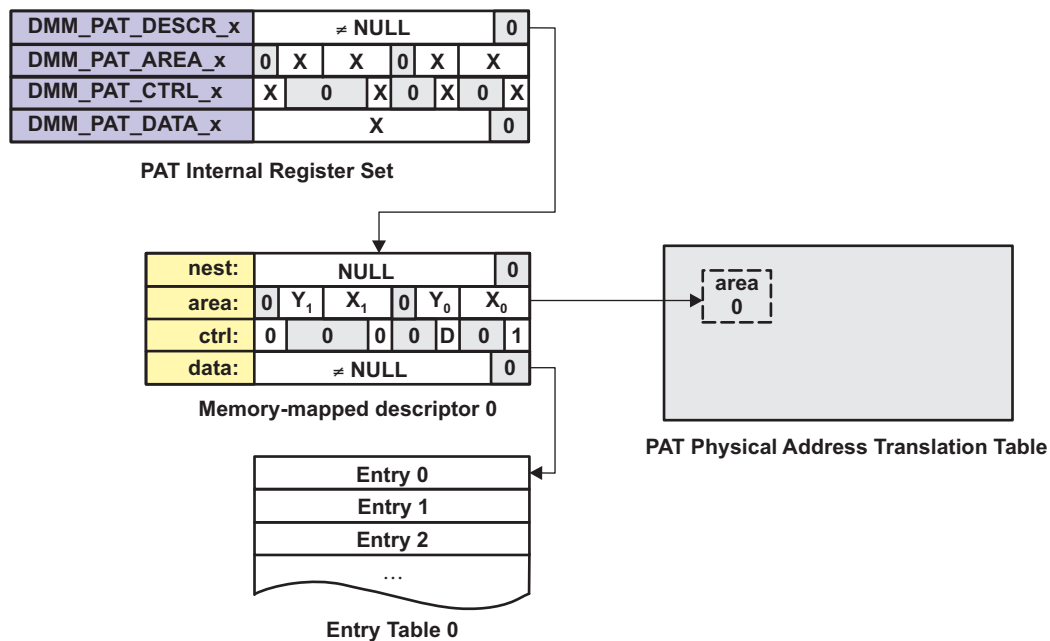 DMM_PAT_DESCR_x ≠ NULL 0
DMM_PAT_AREA_x 0 X X 0 X X
DMM_PAT_CTRL_x X 0 X 0 X 0 X
DMM_PAT_DATA_x X 0
PAT Internal Register Set
nest: NULL 0
area: 0 Y₁ X₁ 0 Y₀ X₀
ctrl: 0 0 0 0 D 0 1
data: ≠ NULL 0
Memory-mapped descriptor 0
area
0
PAT Physical Address Translation Table
Entry 0
Entry 1
Entry 2
...
Entry Table 0